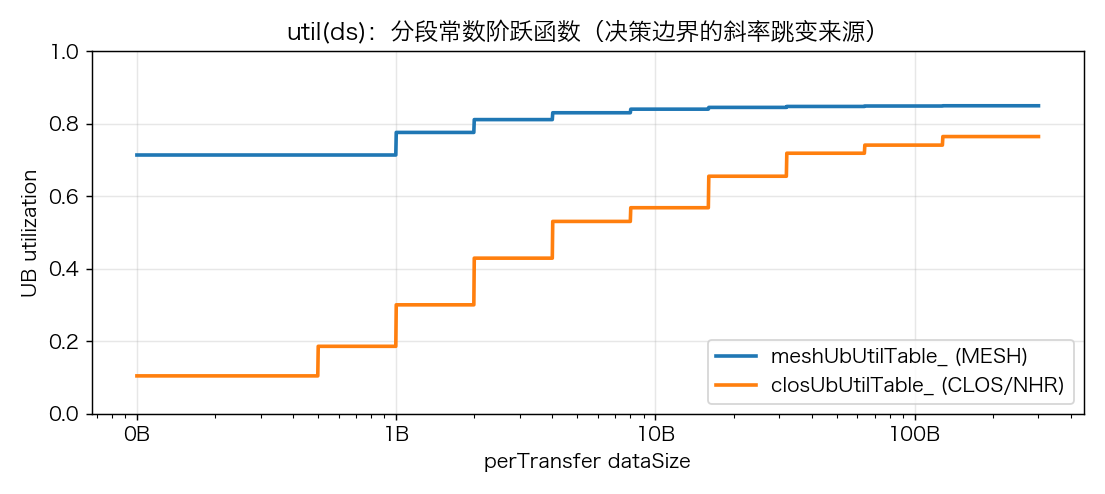 util(ds)：分段常数阶跃函数（决策边界的斜率跳变来源）
1.0
0.8
0.6
0.4
0.2
0.0
UB utilization
meshUbUtilTable_ (MESH)
closUbUtilTable_ (CLOS/NHR)
0B 1B 10B 100B
perTransfer dataSize